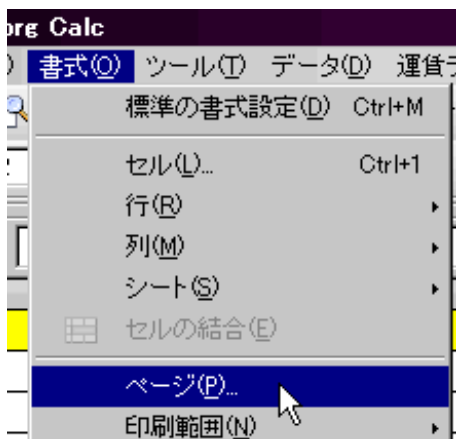 org Calc
書式(O) ツール(T) データ(D) 運賃
標準の書式設定(D) Ctrl+M
セル(L)... Ctrl+1
行(R)
列(M)
シート(S)
セルの結合(E)
ページ(P)...
印刷範囲(N)